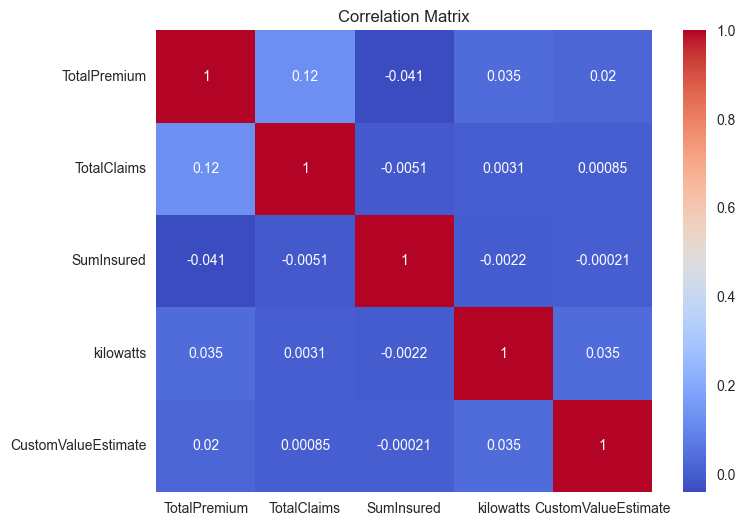 Correlation Matrix
TotalPremium 1 0.12 -0.041 0.035 0.02
TotalClaims 0.12 1 -0.0051 0.0031 0.00085
SumInsured -0.041 -0.0051 1 -0.0022 -0.00021
kilowatts 0.035 0.0031 -0.0022 1 0.035
CustomValueEstimate 0.02 0.00085 -0.00021 0.035 1
TotalPremium TotalClaims SumInsured kilowatts CustomValueEstimate
1.0
0.8
0.6
0.4
0.2
0.0